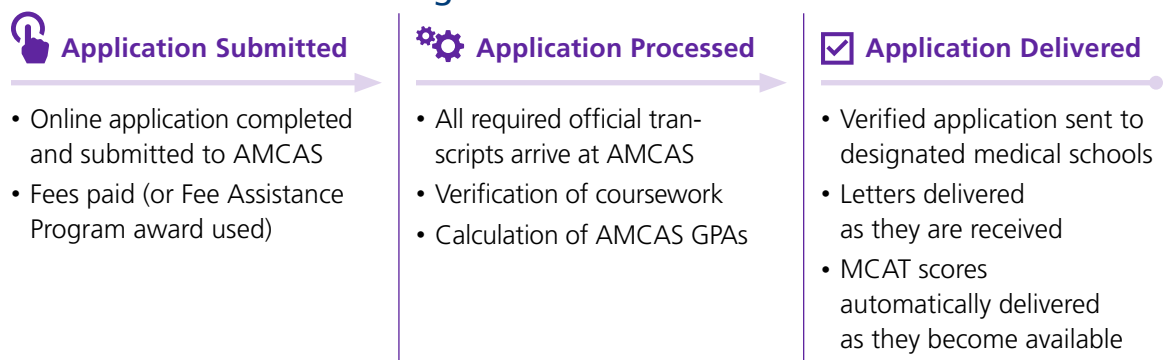 Application Submitted
• Online application completed
and submitted to AMCAS
• Fees paid (or Fee Assistance
Program award used)
Application Processed
• All required official tran-
scripts arrive at AMCAS
• Verification of coursework
• Calculation of AMCAS GPAs
Application Delivered
• Verified application sent to
designated medical schools
• Letters delivered
as they are received
• MCAT scores
automatically delivered
as they become available